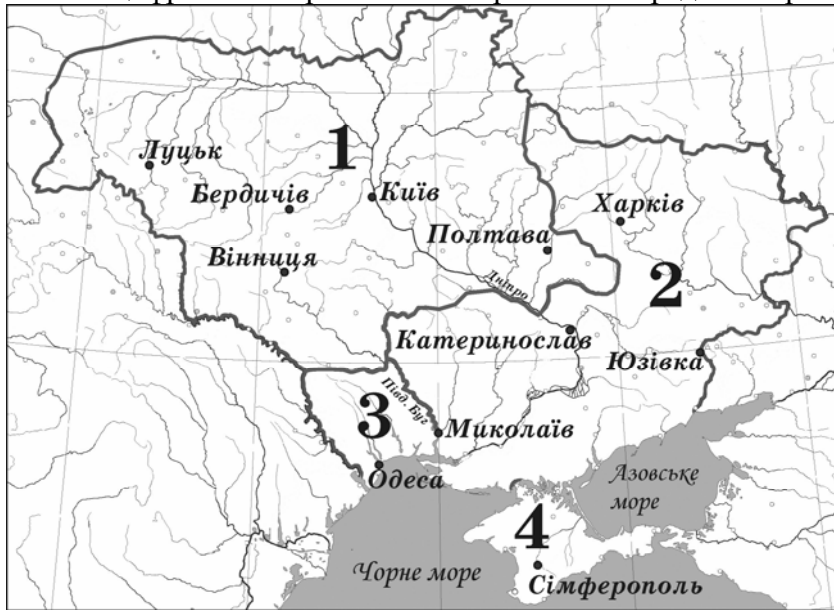 1
Луцьк
Бердичів
Київ
Харків
Полтава
Вінниця
2
Дніпро
Катеринослав
Юзівка
3
Півд. Буг
Миколаїв
Одеса
Азовське
море
4
Чорне море
Сімферополь